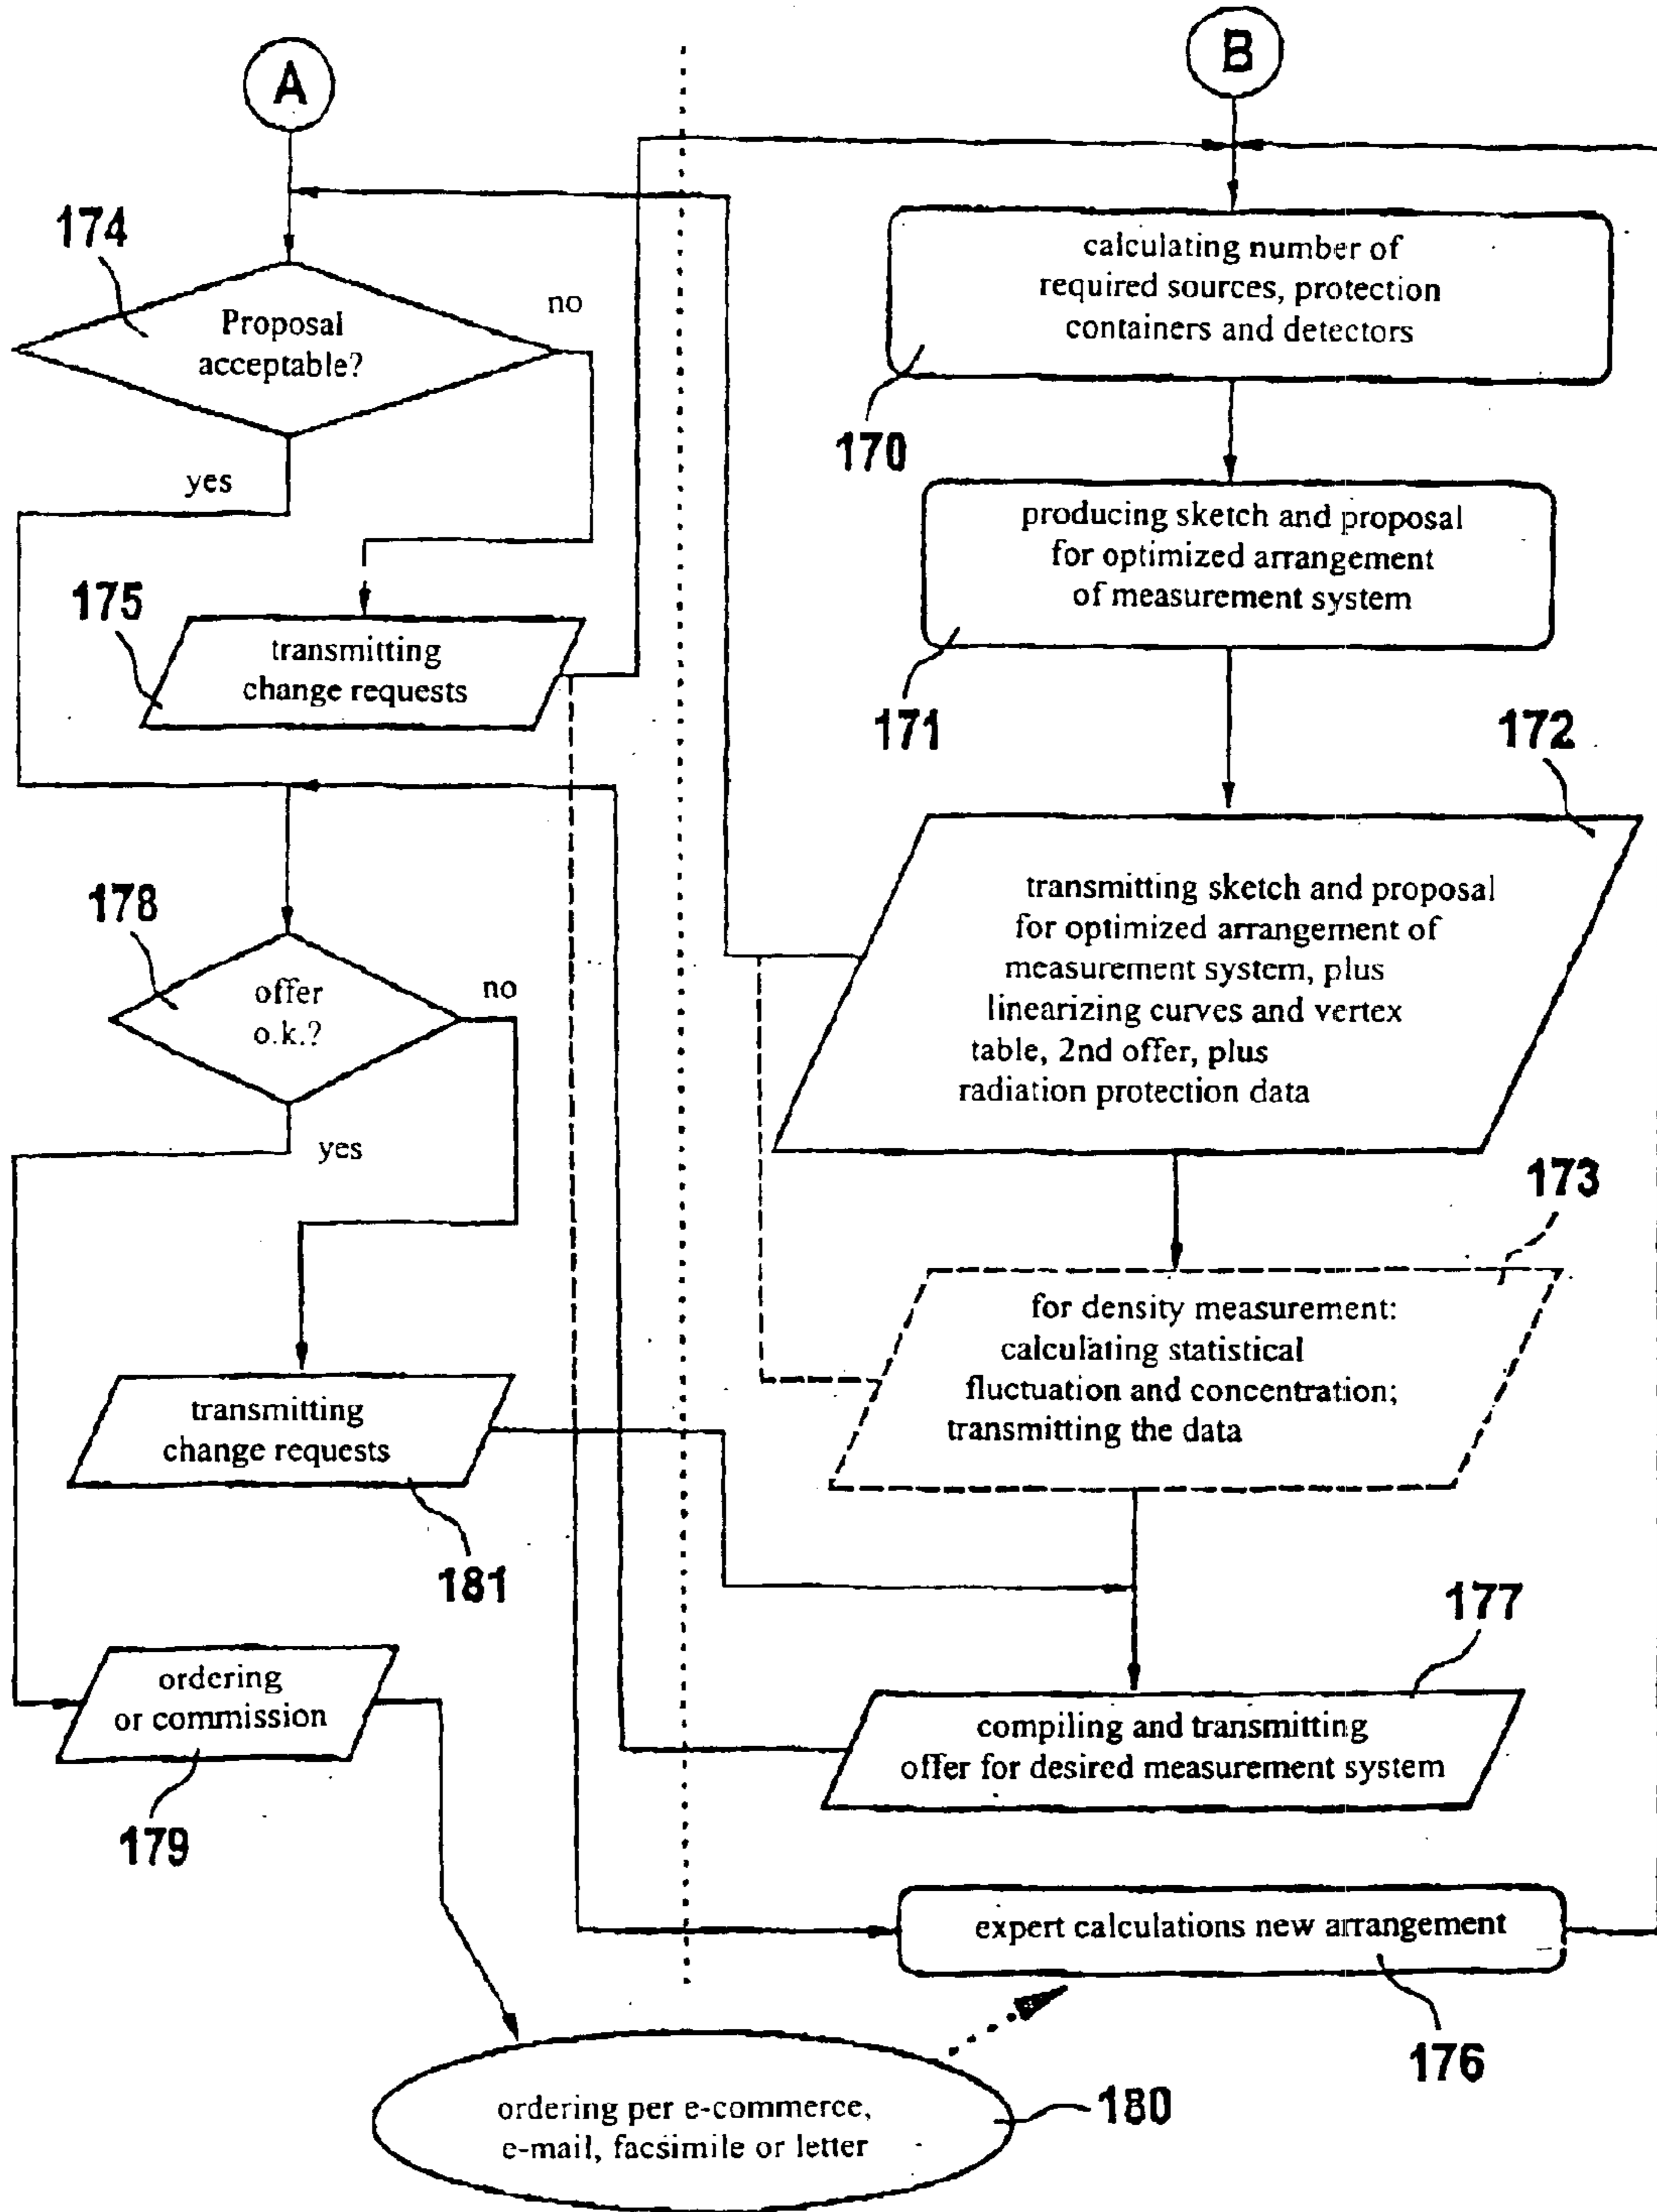 A
B
174
Proposal
acceptable?
no
yes
calculating number of
required sources, protection
containers and detectors
170
producing sketch and proposal
for optimized arrangement
of measurement system
171
175
transmitting
change requests
172
transmitting sketch and proposal
for optimized arrangement of
measurement system, plus
linearizing curves and vertex
table, 2nd offer, plus
radiation protection data
178
offer
o.k.?
no
yes
173
for density measurement:
calculating statistical
fluctuation and concentration;
transmitting the data
transmitting
change requests
181
177
compiling and transmitting
offer for desired measurement system
ordering
or commission
179
expert calculations new arrangement
176
ordering per e-commerce,
e-mail, facsimile or letter
180